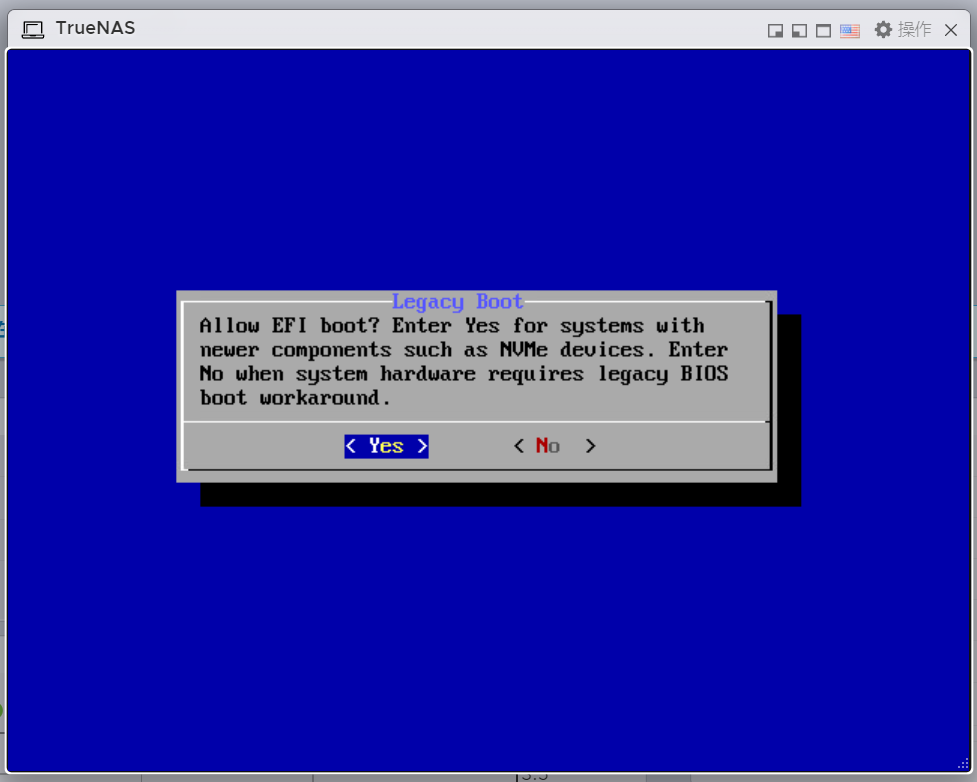 TrueNAS
操作
Legacy Boot
Allow EFI boot? Enter Yes for systems with
newer components such as NVMe devices. Enter
No when system hardware requires legacy BIOS
boot workaround.
< Yes > < No >